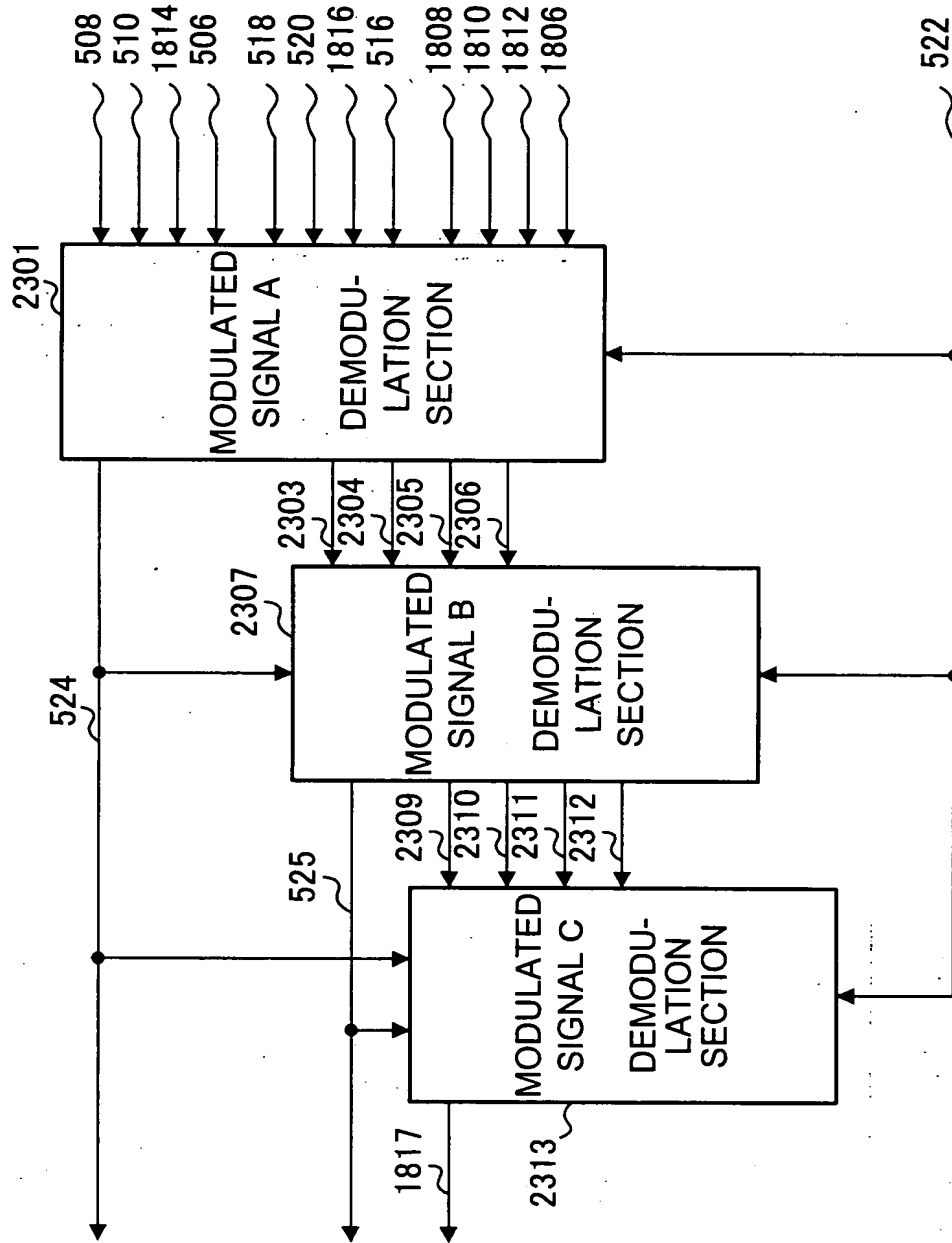 508
510
1814
506
518
520
1816
516
1808
1810
1812
1806
522
2301
MODULATED
SIGNAL A
DEMODU-
LATION
SECTION
2303
2304
2305
2306
2307
MODULATED
SIGNAL B
DEMODU-
LATION
SECTION
524
2309
2310
2311
2312
525
MODULATED
SIGNAL C
DEMODU-
LATION
SECTION
2313
1817